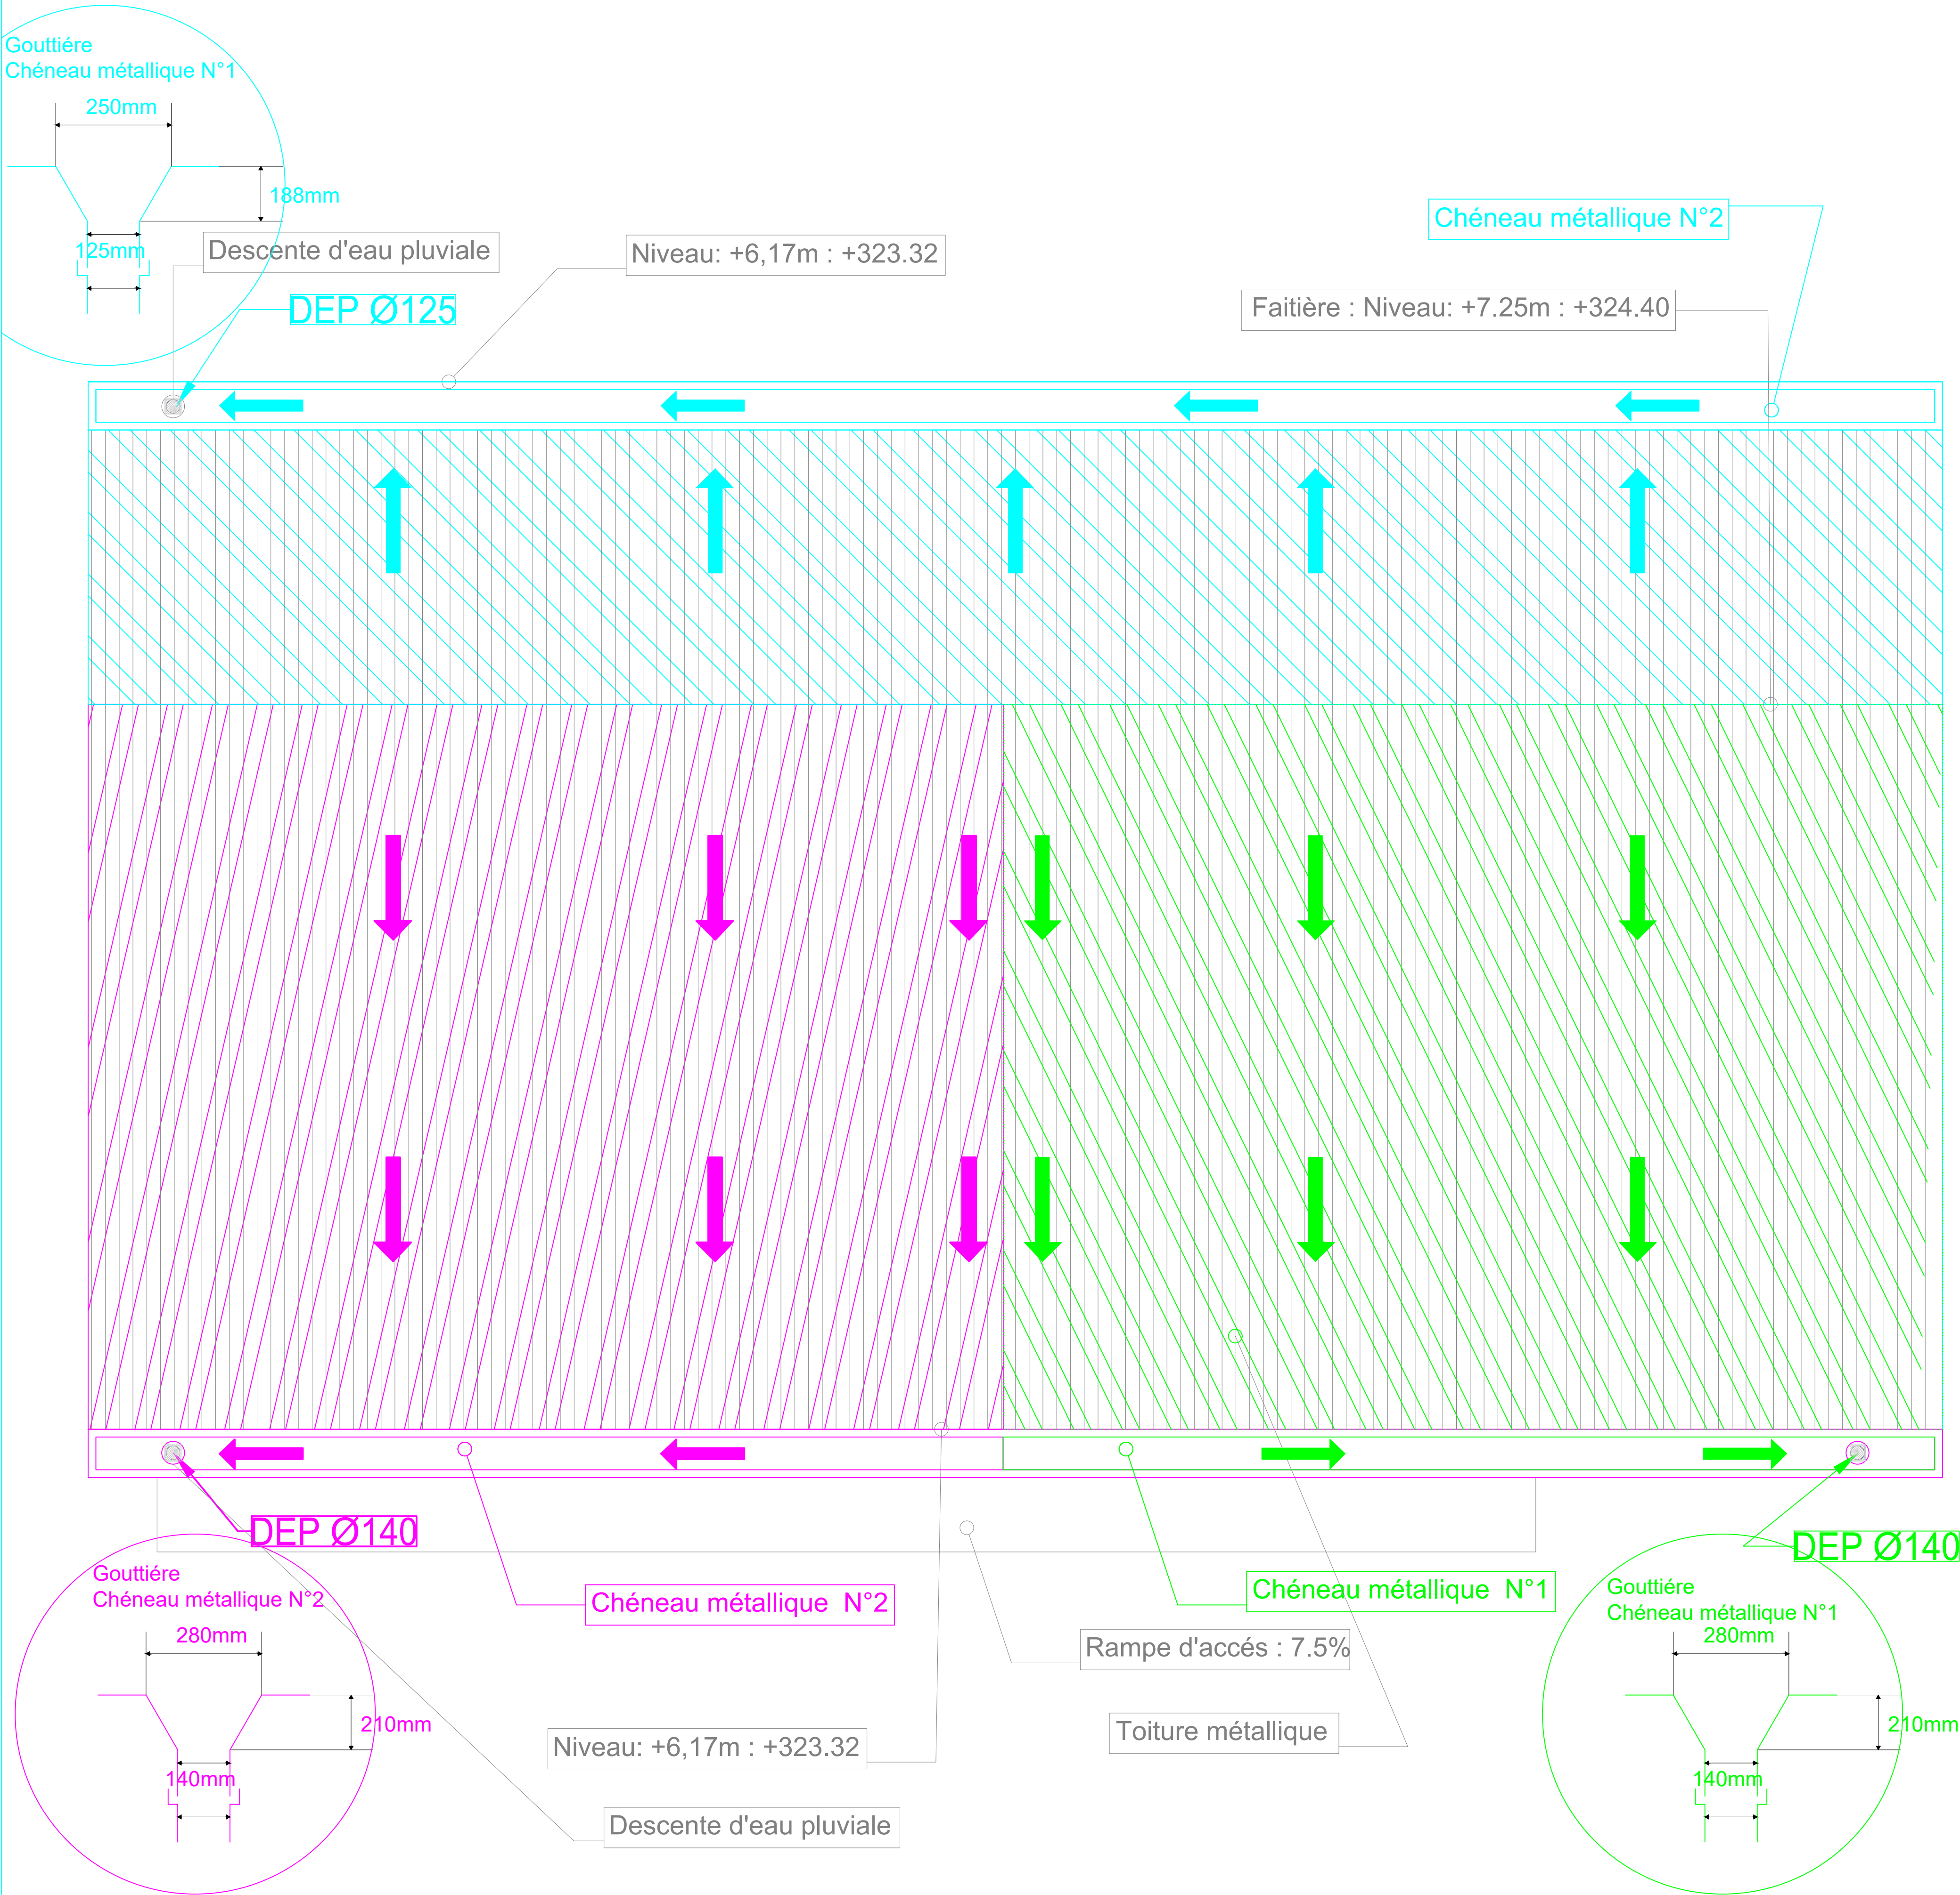 Gouttiére
Chéneau métallique N°1
250mm
188mm
125mm
Descente d'eau pluviale
DEP Ø125
Niveau: +6,17m : +323.32
Chéneau métallique N°2
Faitière : Niveau: +7.25m : +324.40
DEP Ø140
Gouttiére
Chéneau métallique N°2
280mm
210mm
140mm
Chéneau métallique N°2
Niveau: +6,17m : +323.32
Descente d'eau pluviale
Chéneau métallique N°1
Rampe d'accés : 7.5%
Toiture métallique
DEP Ø140
Gouttiére
Chéneau métallique N°1
280mm
210mm
140mm